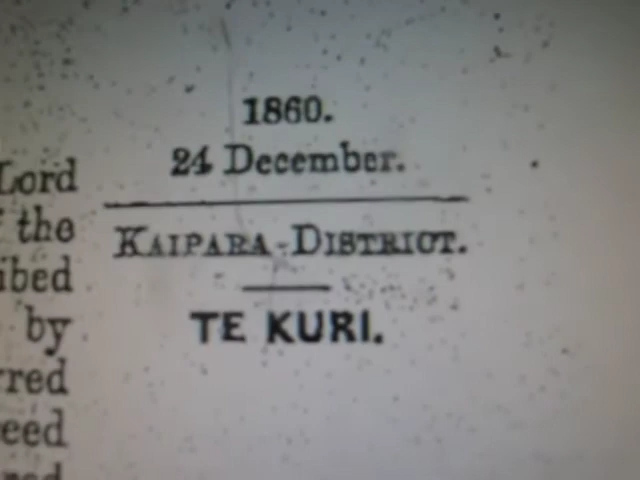 1860.
24 December.
Lord
the
KAIPARA-DISTRICT.
ibed
by
TE KURI.
rred
eed